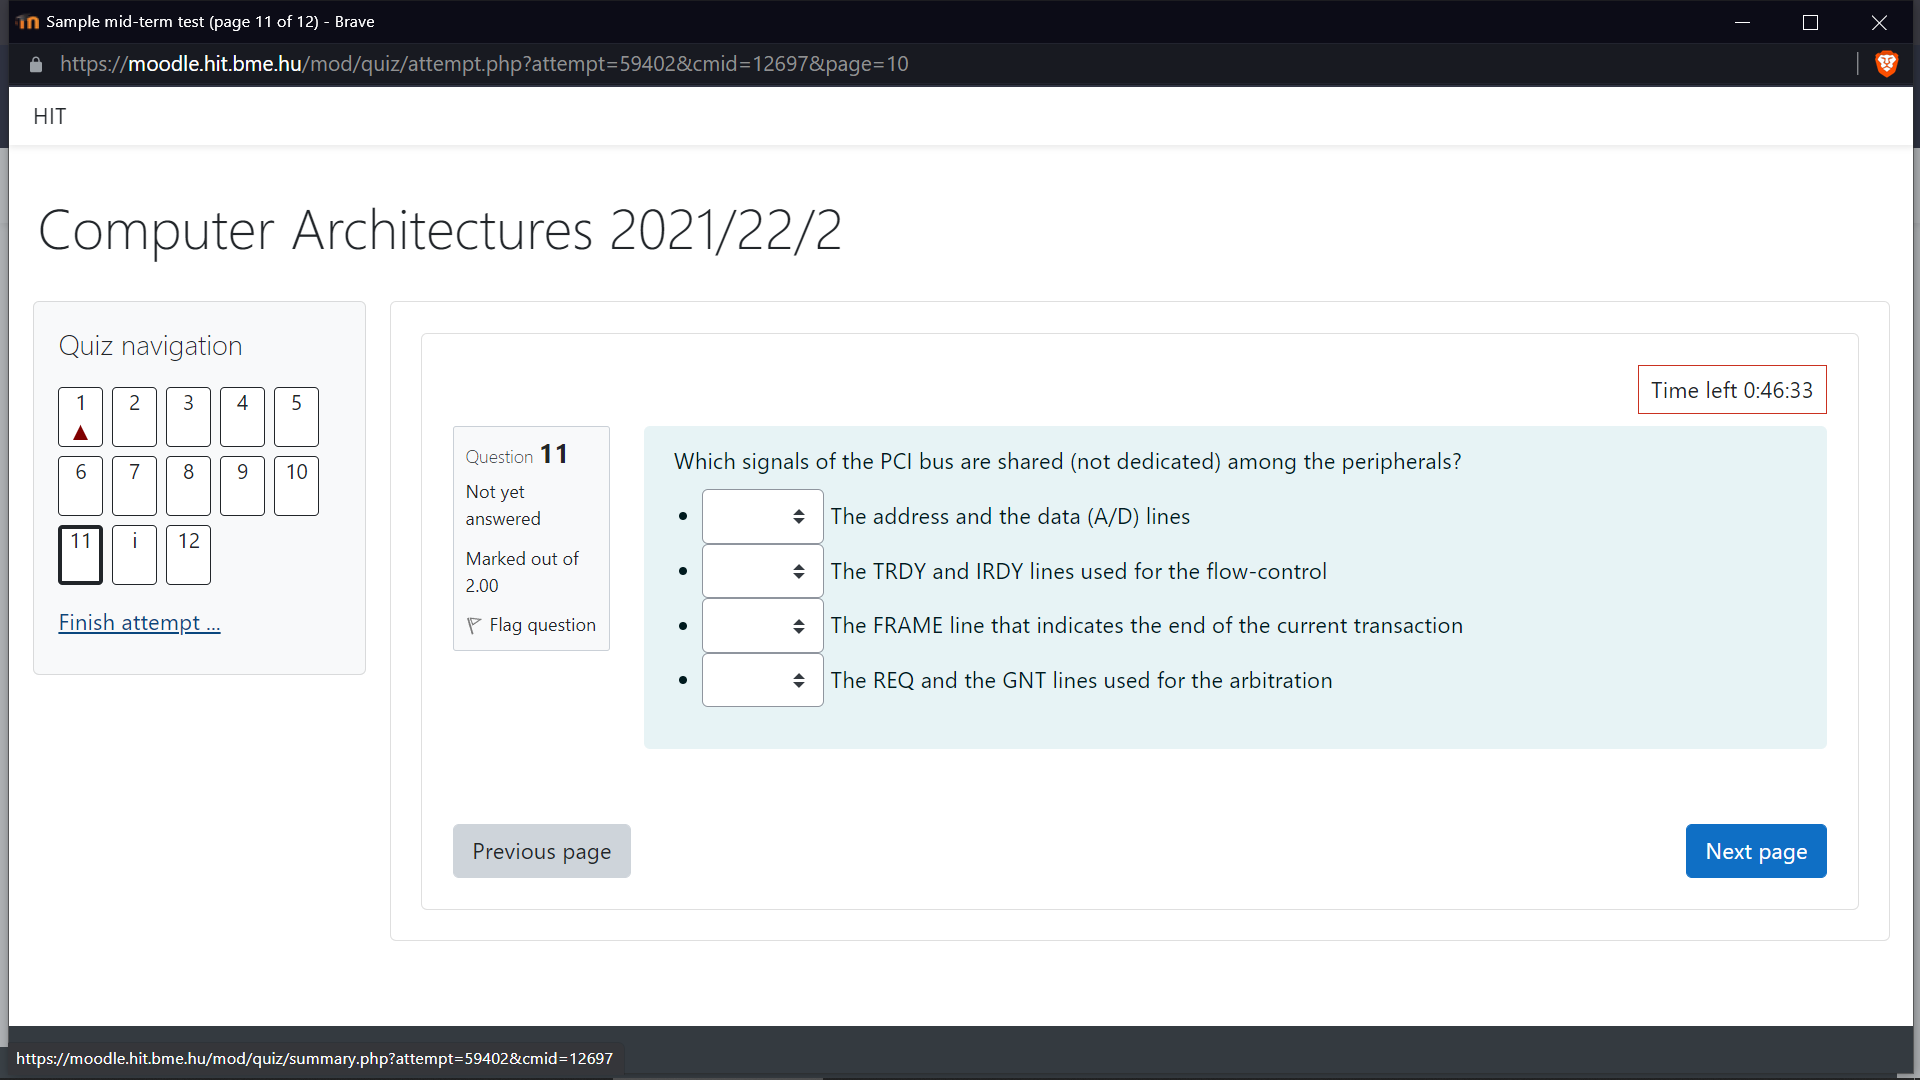 Sample mid-term test (page 11 of 12) - Brave
https://moodle.hit.bme.hu/mod/quiz/attempt.php?attempt=59402&cmid=12697&page=10
HIT
Computer Architectures 2021/22/2
Quiz navigation
1 2 3 4 5
6 7 8 9 10
11 i 12
Finish attempt ...
Time left 0:46:33
Question 11
Not yet
answered
Marked out of
2.00
Flag question
Which signals of the PCI bus are shared (not dedicated) among the peripherals?
The address and the data (A/D) lines
The TRDY and IRDY lines used for the flow-control
The FRAME line that indicates the end of the current transaction
The REQ and the GNT lines used for the arbitration
Previous page
Next page
https://moodle.hit.bme.hu/mod/quiz/summary.php?attempt=59402&cmid=12697